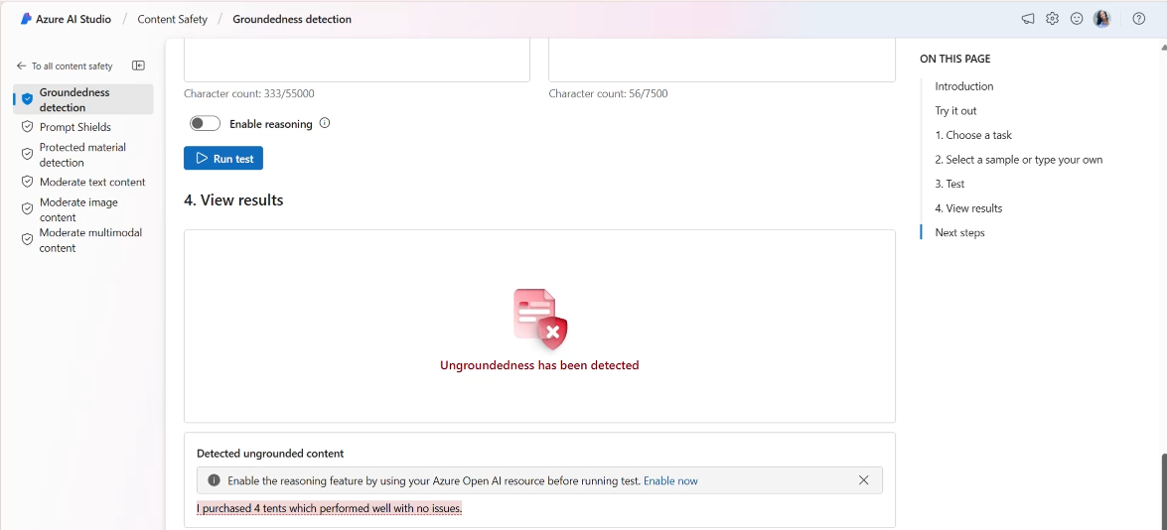 Azure AI Studio / Content Safety / Groundedness detection
To all content safety
Groundedness
detection
Prompt Shields
Protected material
detection
Moderate text content
Moderate image
content
Moderate multimodal
content
Character count: 333/55000
Character count: 56/7500
Enable reasoning
Run test
4. View results
Ungroundedness has been detected
Detected ungrounded content
Enable the reasoning feature by using your Azure Open AI resource before running test. Enable now
I purchased 4 tents which performed well with no issues.
ON THIS PAGE
Introduction
Try it out
1. Choose a task
2. Select a sample or type your own
3. Test
4. View results
Next steps